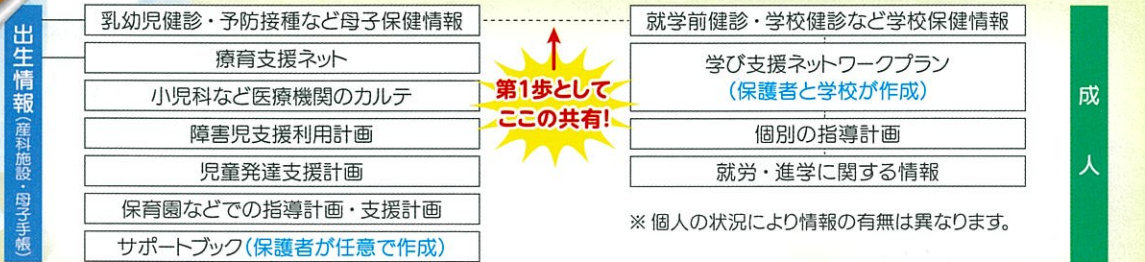 出生情報(産科施設・母子手帳)
乳幼児健診・予防接種など母子保健情報
療育支援ネット
小児科など医療機関のカルテ
障害児支援利用計画
児童発達支援計画
保育園などでの指導計画・支援計画
サポートブック(保護者が任意で作成)
第1歩として
ここの共有!
就学前健診・学校健診など学校保健情報
学び支援ネットワークプラン
(保護者と学校が作成)
個別の指導計画
就労・進学に関する情報
※個人の状況により情報の有無は異なります。
成人